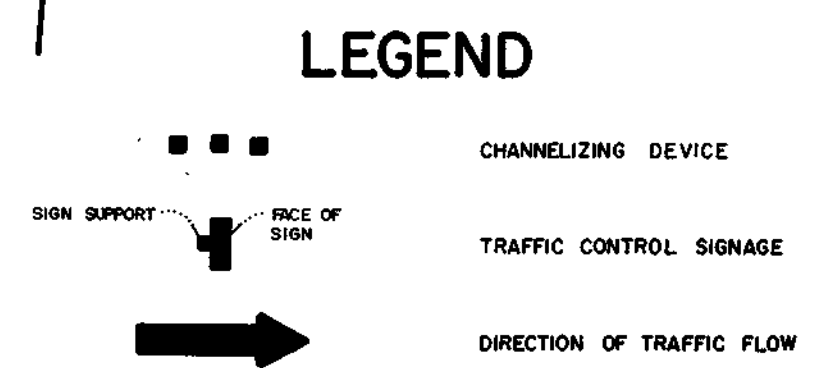 LEGEND
CHANNELIZING DEVICE
SIGN SUPPORT
FACE OF
SIGN
TRAFFIC CONTROL SIGNAGE
DIRECTION OF TRAFFIC FLOW